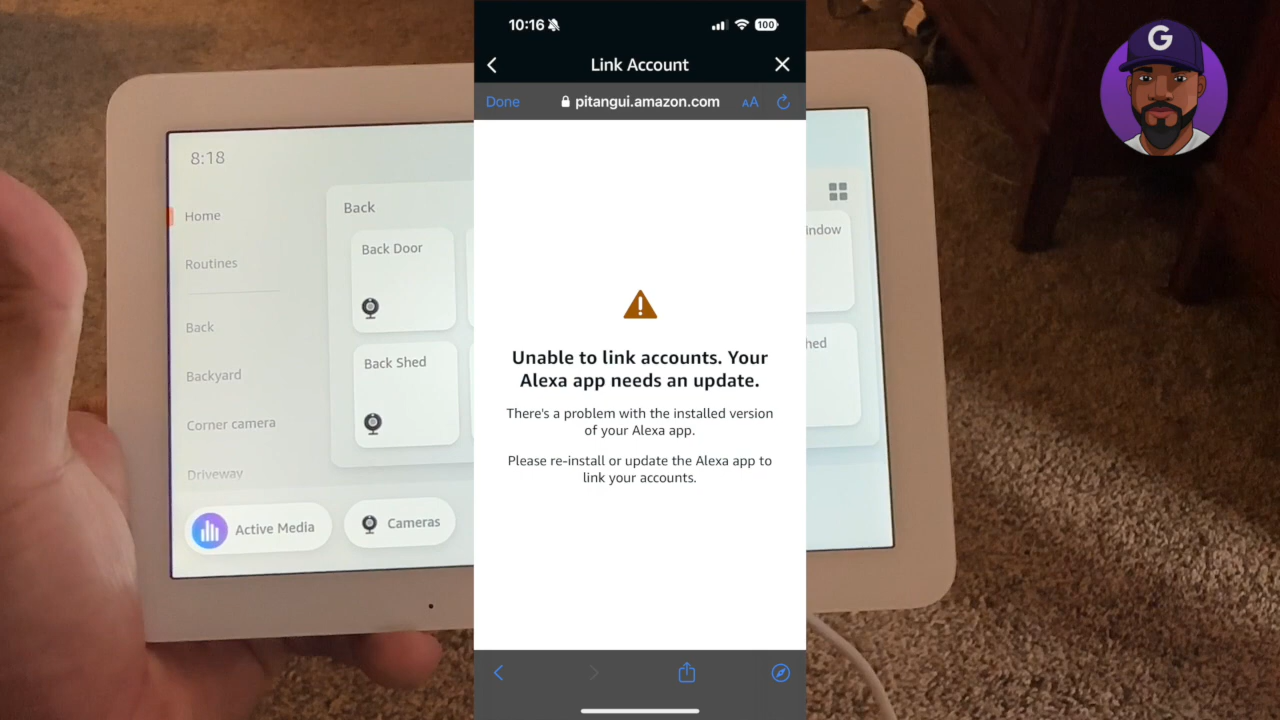 8:18
Home
Routines
Back
Backyard
Corner camera
Driveway
Active Media
Cameras
Back
Back Door
Back Shed
10:16
100
Link Account
Done
pitangui.amazon.com
AA
Unable to link accounts. Your
Alexa app needs an update.
There's a problem with the installed version
of your Alexa app.
Please re-install or update the Alexa app to
link your accounts.
indow
hed
G